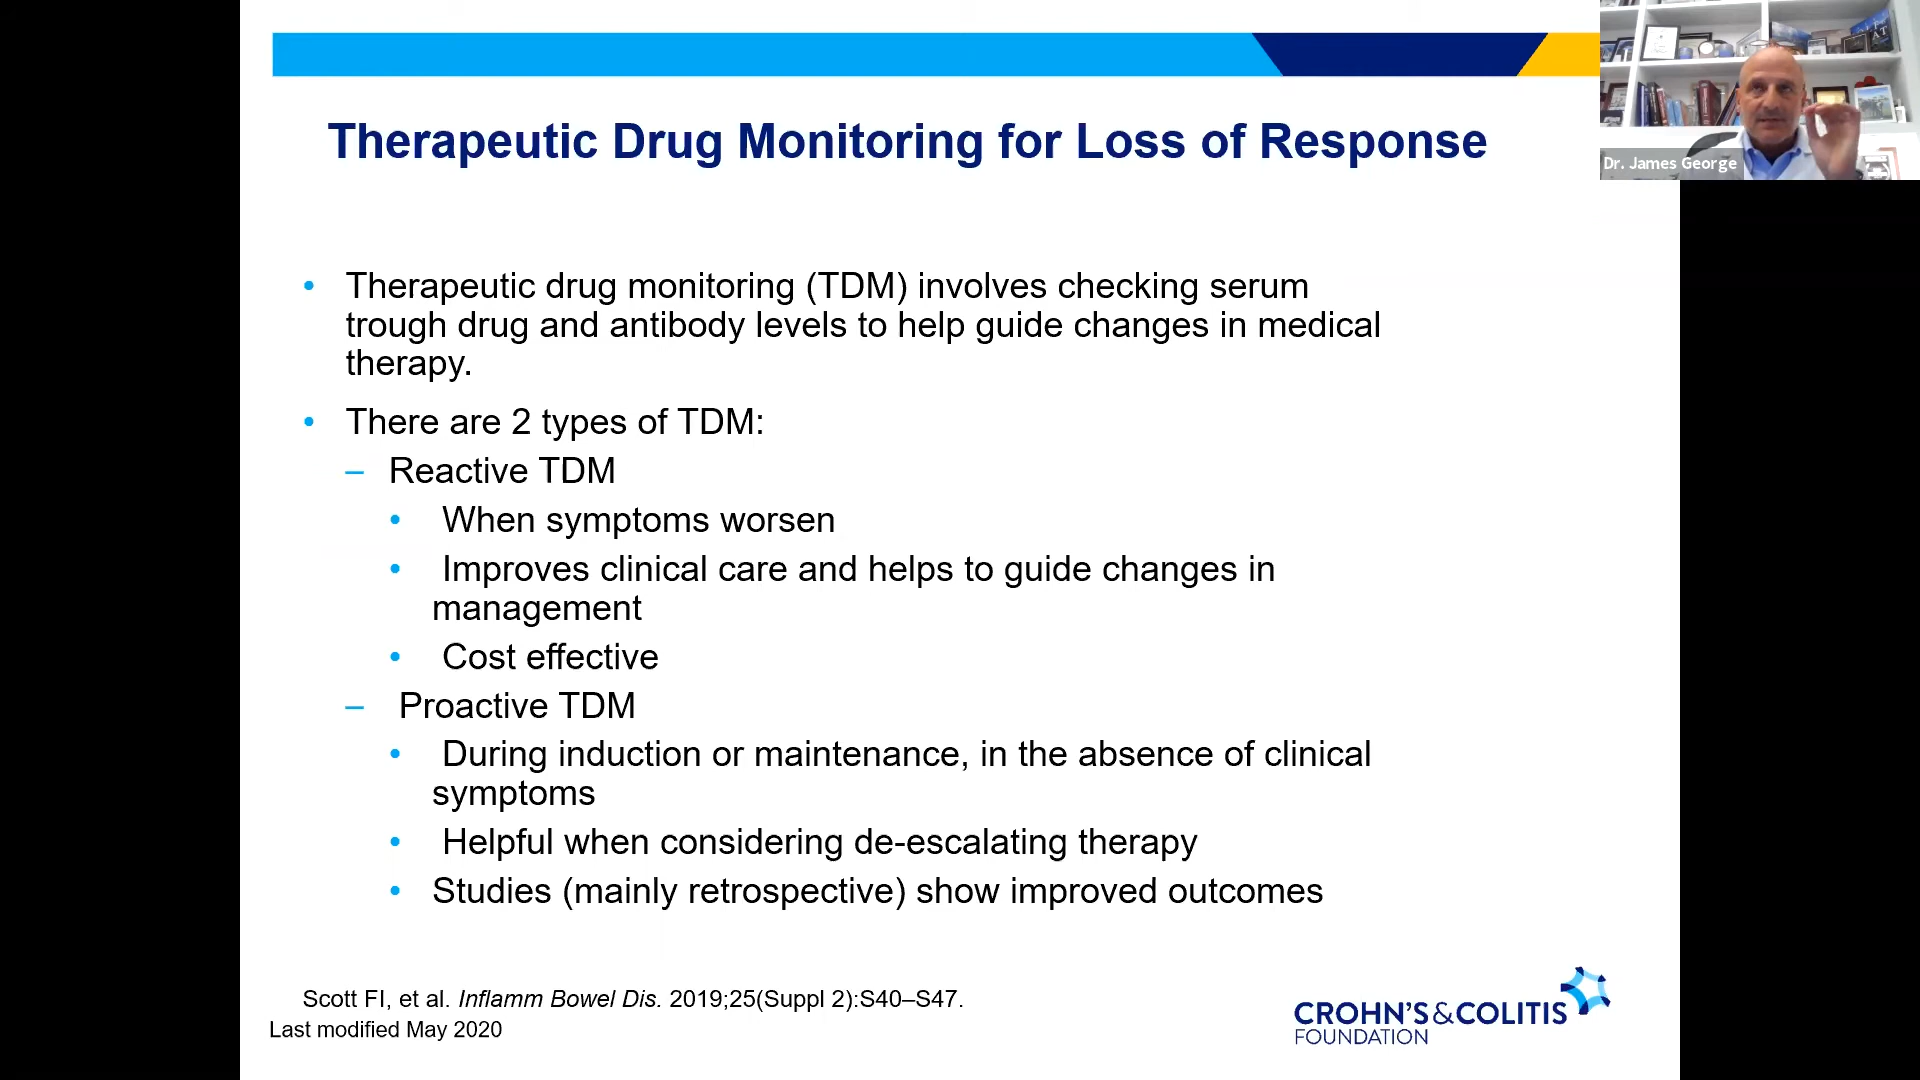 Therapeutic Drug Monitoring for Loss of Response
Dr. James George
• Therapeutic drug monitoring (TDM) involves checking serum
trough drug and antibody levels to help guide changes in medical
therapy.
• There are 2 types of TDM:
– Reactive TDM
• When symptoms worsen
• Improves clinical care and helps to guide changes in
management
• Cost effective
– Proactive TDM
• During induction or maintenance, in the absence of clinical
symptoms
• Helpful when considering de-escalating therapy
• Studies (mainly retrospective) show improved outcomes
Scott FI, et al. Inflamm Bowel Dis. 2019;25(Suppl 2):S40–S47.
Last modified May 2020
CROHN'S&COLITIS
FOUNDATION